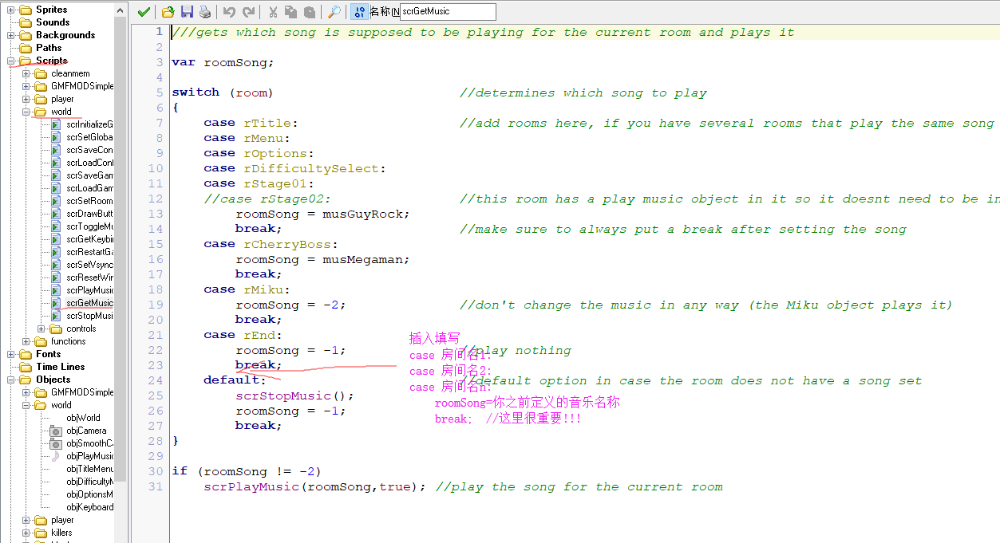 Sprites
Sounds
Backgrounds
Paths
Scripts
cleanmem
GMFMODSimple
player
world
scrInitializeG
scrSetGloba
scrSaveCon
scrLoadConf
scrSaveGam
scrLoadGam
scrSetRoom
scrDrawButt
scrToggleMu
scrGetKeybin
scrRestartGa
scrSetVsync
scrResetWin
scrPlayMusic
scrGetMusic
scrStopMusi
controls
functions
Fonts
Time Lines
Objects
GMFMODSimple
world
objWorld
objCamera
objSmoothCa
objPlayMusic
objTitleMenu
objDifficultyM
objOptionsM
objKeyboard
player
killers
名称(N scrGetMusic
1 ///gets which song is supposed to be playing for the current room and plays it
2
3 var roomSong;
4
5 switch (room) //determines which song to play
6 {
7 case rTitle: //add rooms here, if you have several rooms that play the same song
8 case rMenu:
9 case rOptions:
10 case rDifficultySelect:
11 case rStage01:
12 //case rStage02: //this room has a play music object in it so it doesnt need to be in
13 roomSong = musGuyRock;
14 break; //make sure to always put a break after setting the song
15 case rCherryBoss:
16 roomSong = musMegaman;
17 break;
18 case rMiku:
19 roomSong = -2; //don't change the music in any way (the Miku object plays it)
20 break;
21 case rEnd:
22 roomSong = -1; //play nothing
23 break;
24 default: //default option in case the room does not have a song set
25 scrStopMusic();
26 roomSong = -1;
27 break;
28 }
29
30 if (roomSong != -2)
31 scrPlayMusic(roomSong,true); //play the song for the current room
插入填写
case 房间名1:
case 房间名2:
case 房间名n:
roomSong=你之前定义的音乐名称
break; //这里很重要!!!